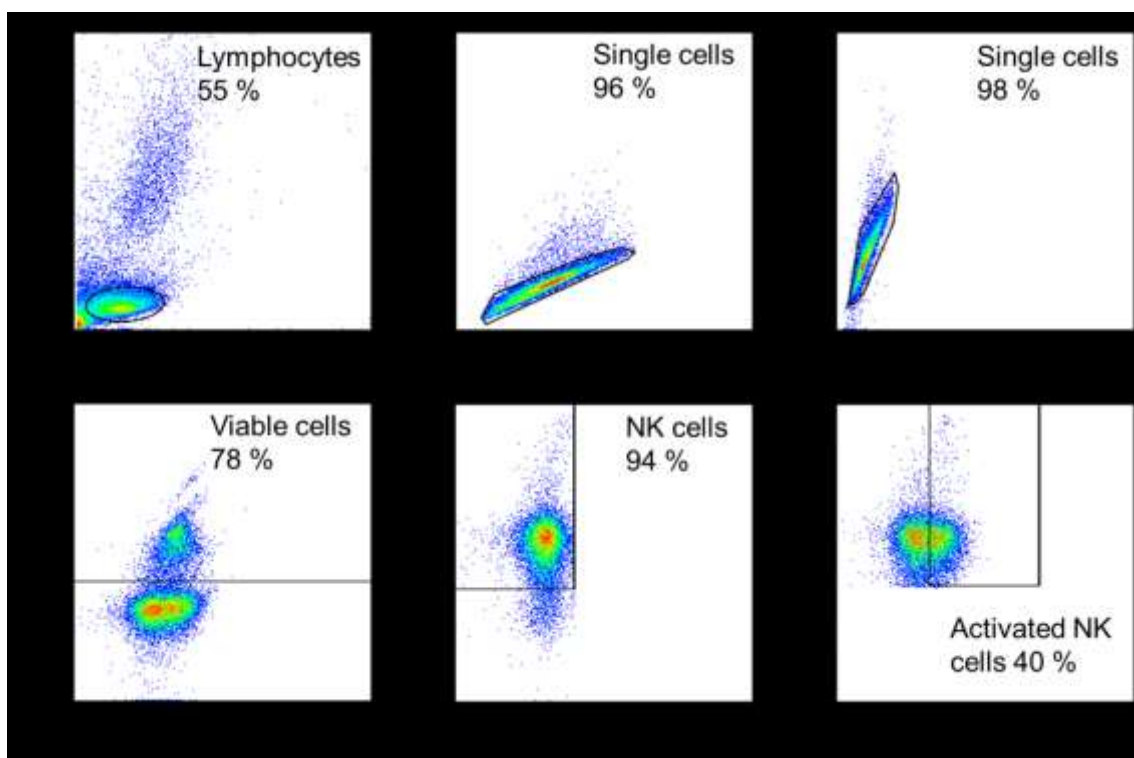 Lymphocytes
55 %
Single cells
96 %
Single cells
98 %
Viable cells
78 %
NK cells
94 %
Activated NK
cells 40 %